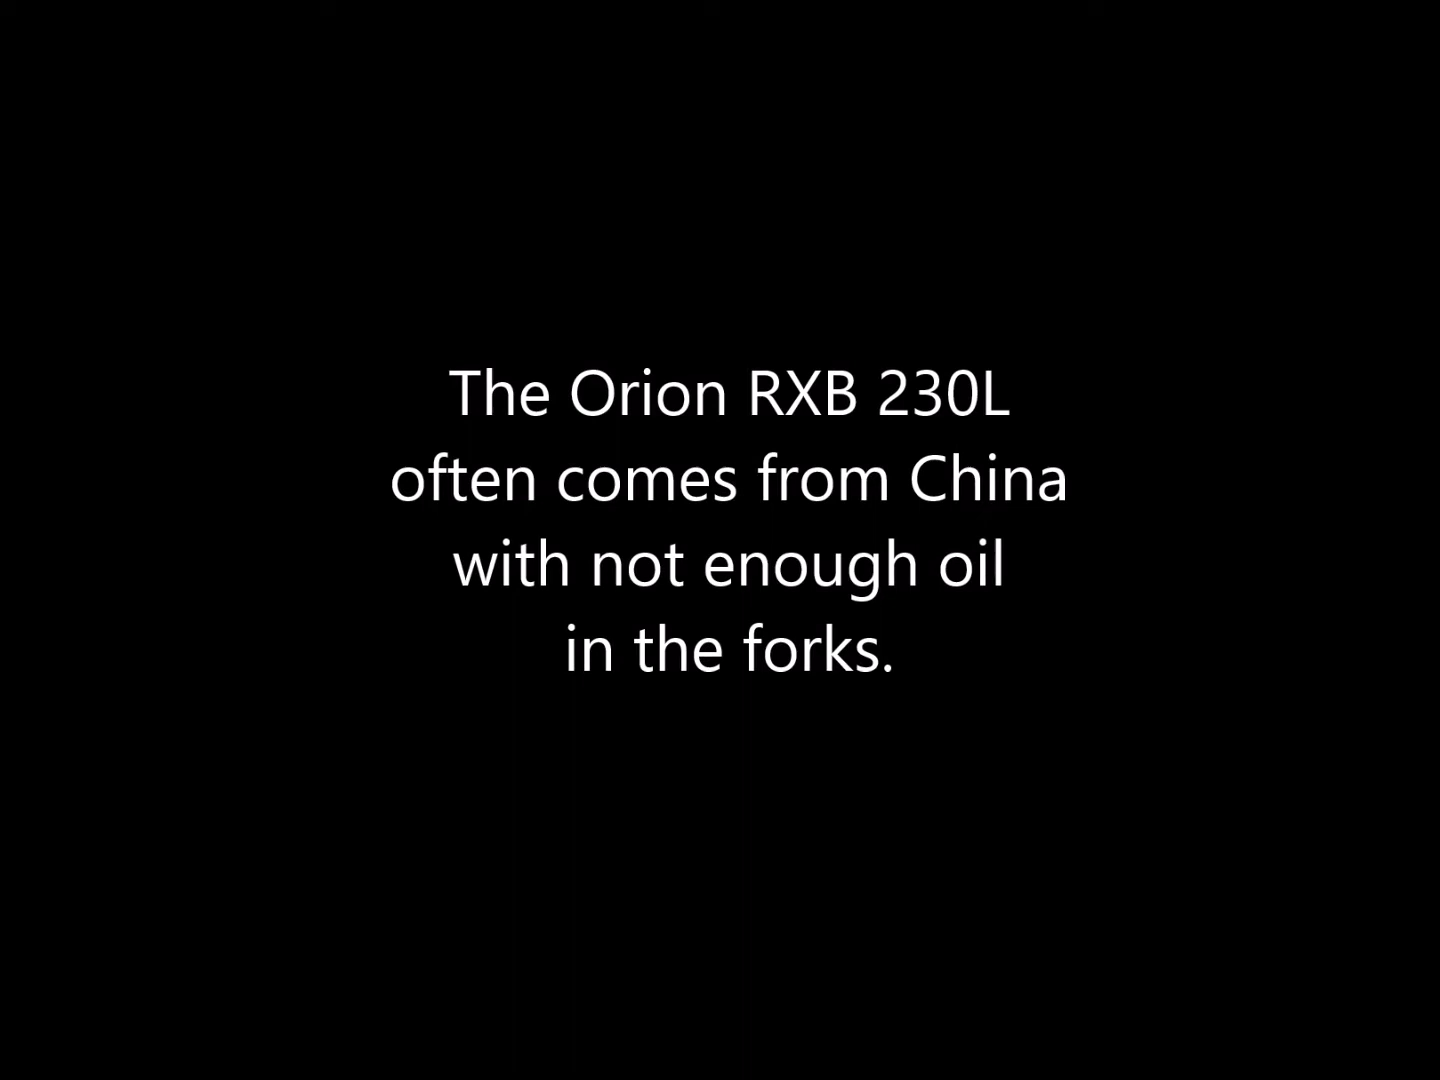 The Orion RXB 230L
often comes from China
with not enough oil
in the forks.